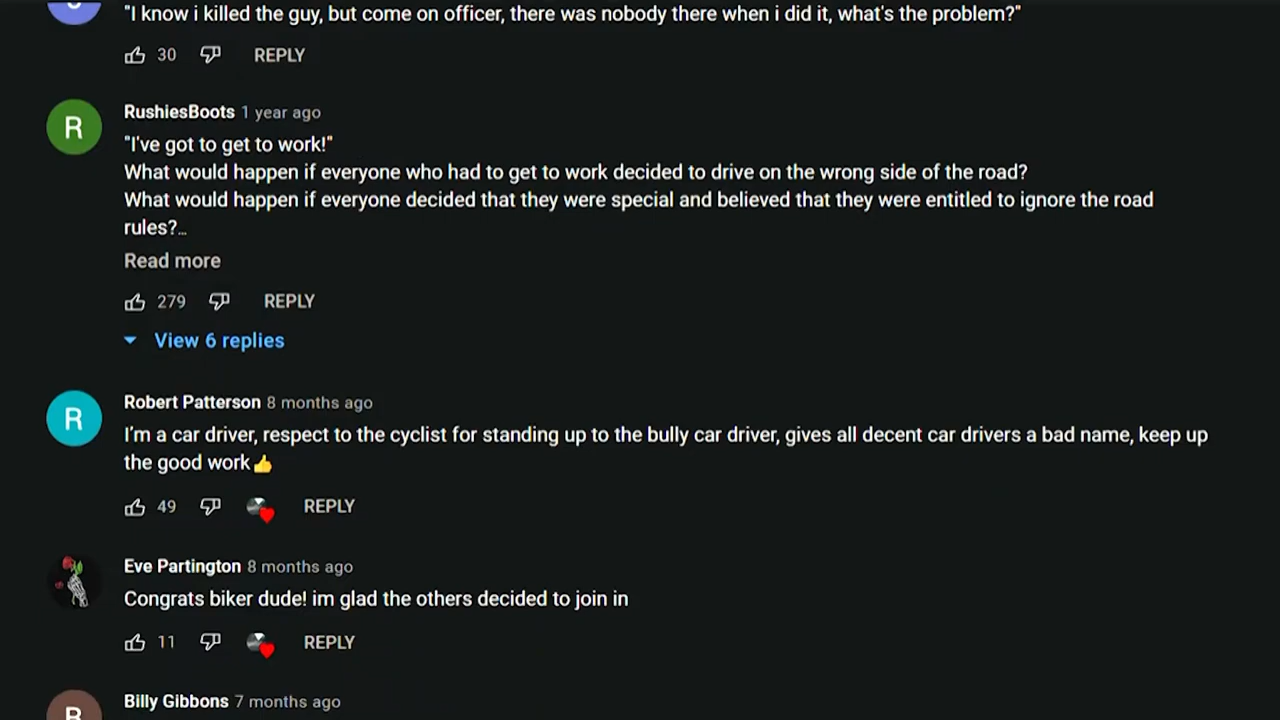 "I know i killed the guy, but come on officer, there was nobody there when i did it, what's the problem?"
30 REPLY
R
RushiesBoots 1 year ago
"I've got to get to work!"
What would happen if everyone who had to get to work decided to drive on the wrong side of the road?
What would happen if everyone decided that they were special and believed that they were entitled to ignore the road
rules?...
Read more
279 REPLY
View 6 replies
R
Robert Patterson 8 months ago
I'm a car driver, respect to the cyclist for standing up to the bully car driver, gives all decent car drivers a bad name, keep up
the good work👍
49 REPLY
Eve Partington 8 months ago
Congrats biker dude! im glad the others decided to join in
11 REPLY
Billy Gibbons 7 months ago